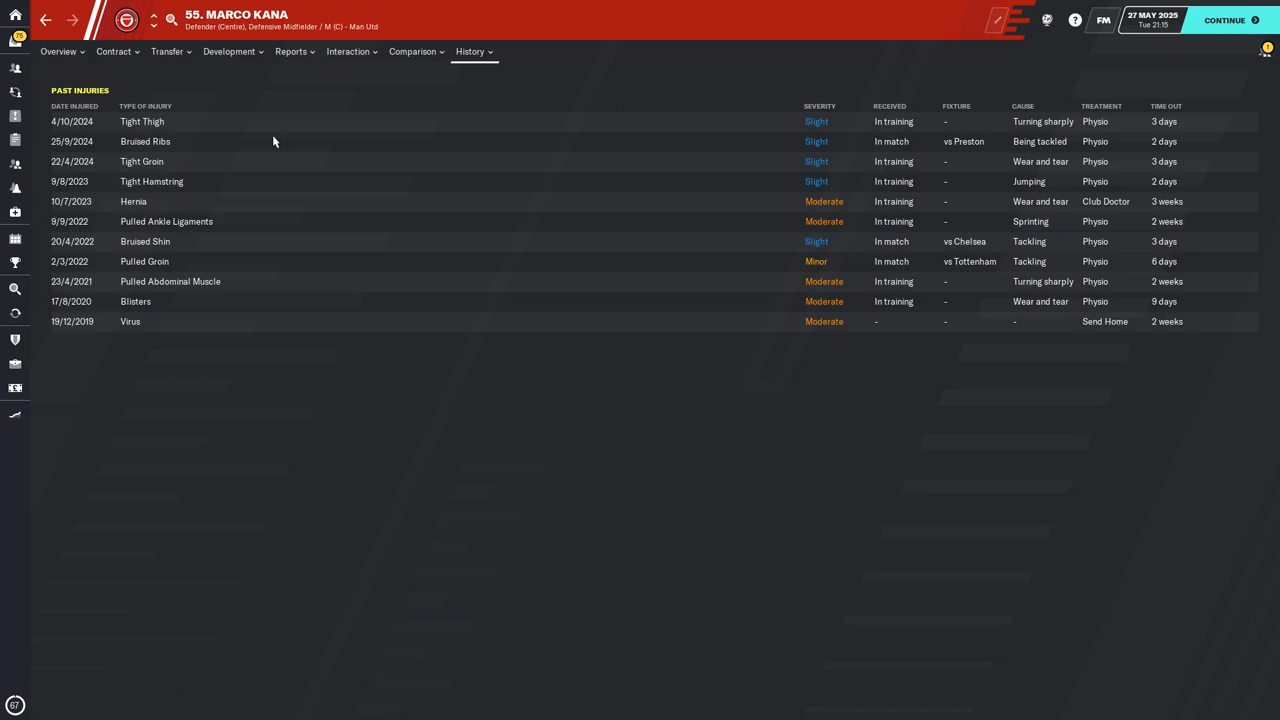 55. MARCO KANA
Defender (Centre), Defensive Midfielder / M (C) - Man Utd
FM
27 MAY 2025
Tue 21:15
CONTINUE
75
Overview Contract Transfer Development Reports Interaction Comparison History
1
PAST INJURIES
DATE INJURED TYPE OF INJURY SEVERITY RECEIVED FIXTURE CAUSE TREATMENT TIME OUT
4/10/2024 Tight Thigh Slight In training - Turning sharply Physio 3 days
25/9/2024 Bruised Ribs Slight In match vs Preston Being tackled Physio 2 days
22/4/2024 Tight Groin Slight In training - Wear and tear Physio 3 days
9/8/2023 Tight Hamstring Slight In training - Jumping Physio 2 days
10/7/2023 Hernia Moderate In training - Wear and tear Club Doctor 3 weeks
9/9/2022 Pulled Ankle Ligaments Moderate In training - Sprinting Physio 2 weeks
20/4/2022 Bruised Shin Slight In match vs Chelsea Tackling Physio 3 days
2/3/2022 Pulled Groin Minor In match vs Tottenham Tackling Physio 6 days
23/4/2021 Pulled Abdominal Muscle Moderate In training - Turning sharply Physio 2 weeks
17/8/2020 Blisters Moderate In training - Wear and tear Physio 9 days
19/12/2019 Virus Moderate - - - Send Home 2 weeks
67